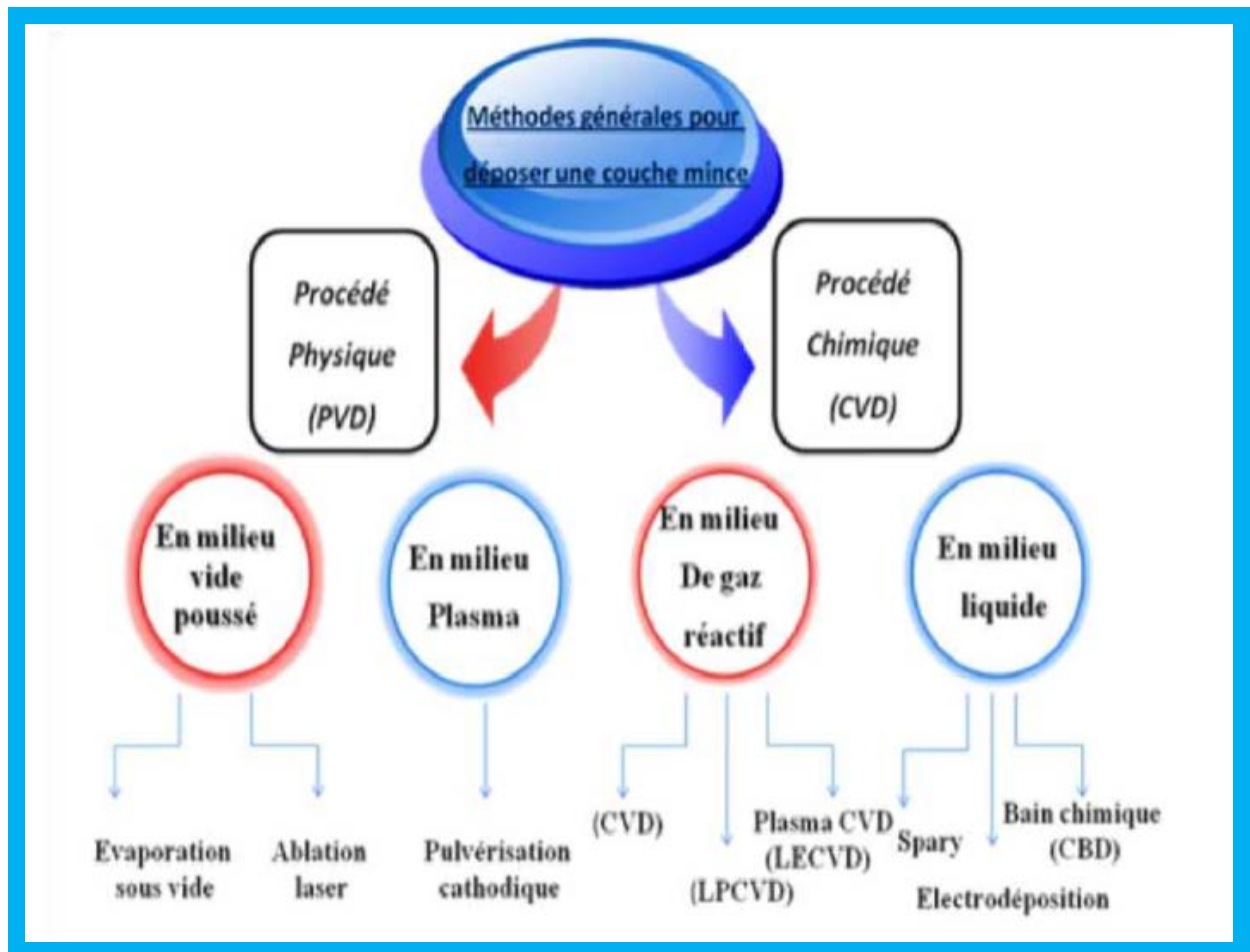 Méthodes générales pour
déposer une couche mince
Procédé
Physique
(PVD)
Procédé
Chimique
(CVD)
En milieu
vide
poussé
En milieu
Plasma
En milieu
De gaz
réactif
En milieu
liquide
Evaporation
sous vide
Ablation
laser
Pulvérisation
cathodique
(CVD)
(LPCVD)
Plasma CVD
(LECVD)
Spary
Electrodéposition
Bain chimique
(CBD)